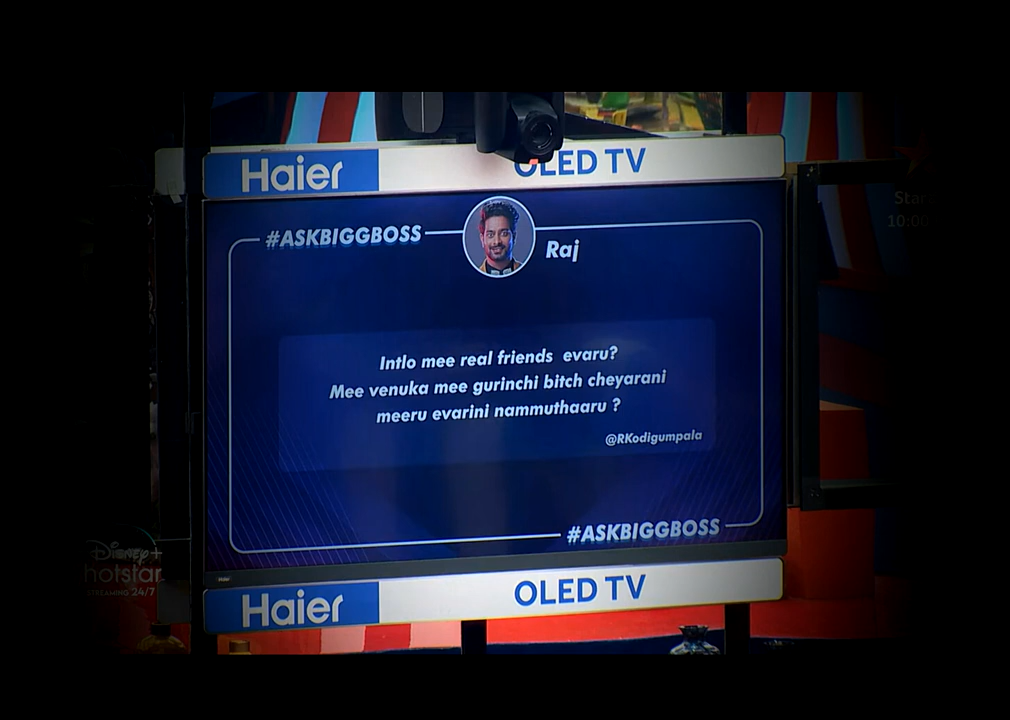 Haier OLED TV
#ASKBIGGBOSS
Raj
Intlo mee real friends evaru?
Mee venuka mee gurinchi bitch cheyarani
meeru evarini nammuthaaru ?
@RKodigumpala
#ASKBIGGBOSS
Haier
Haier OLED TV
Disney+
hotstar
STREAMING 24/7